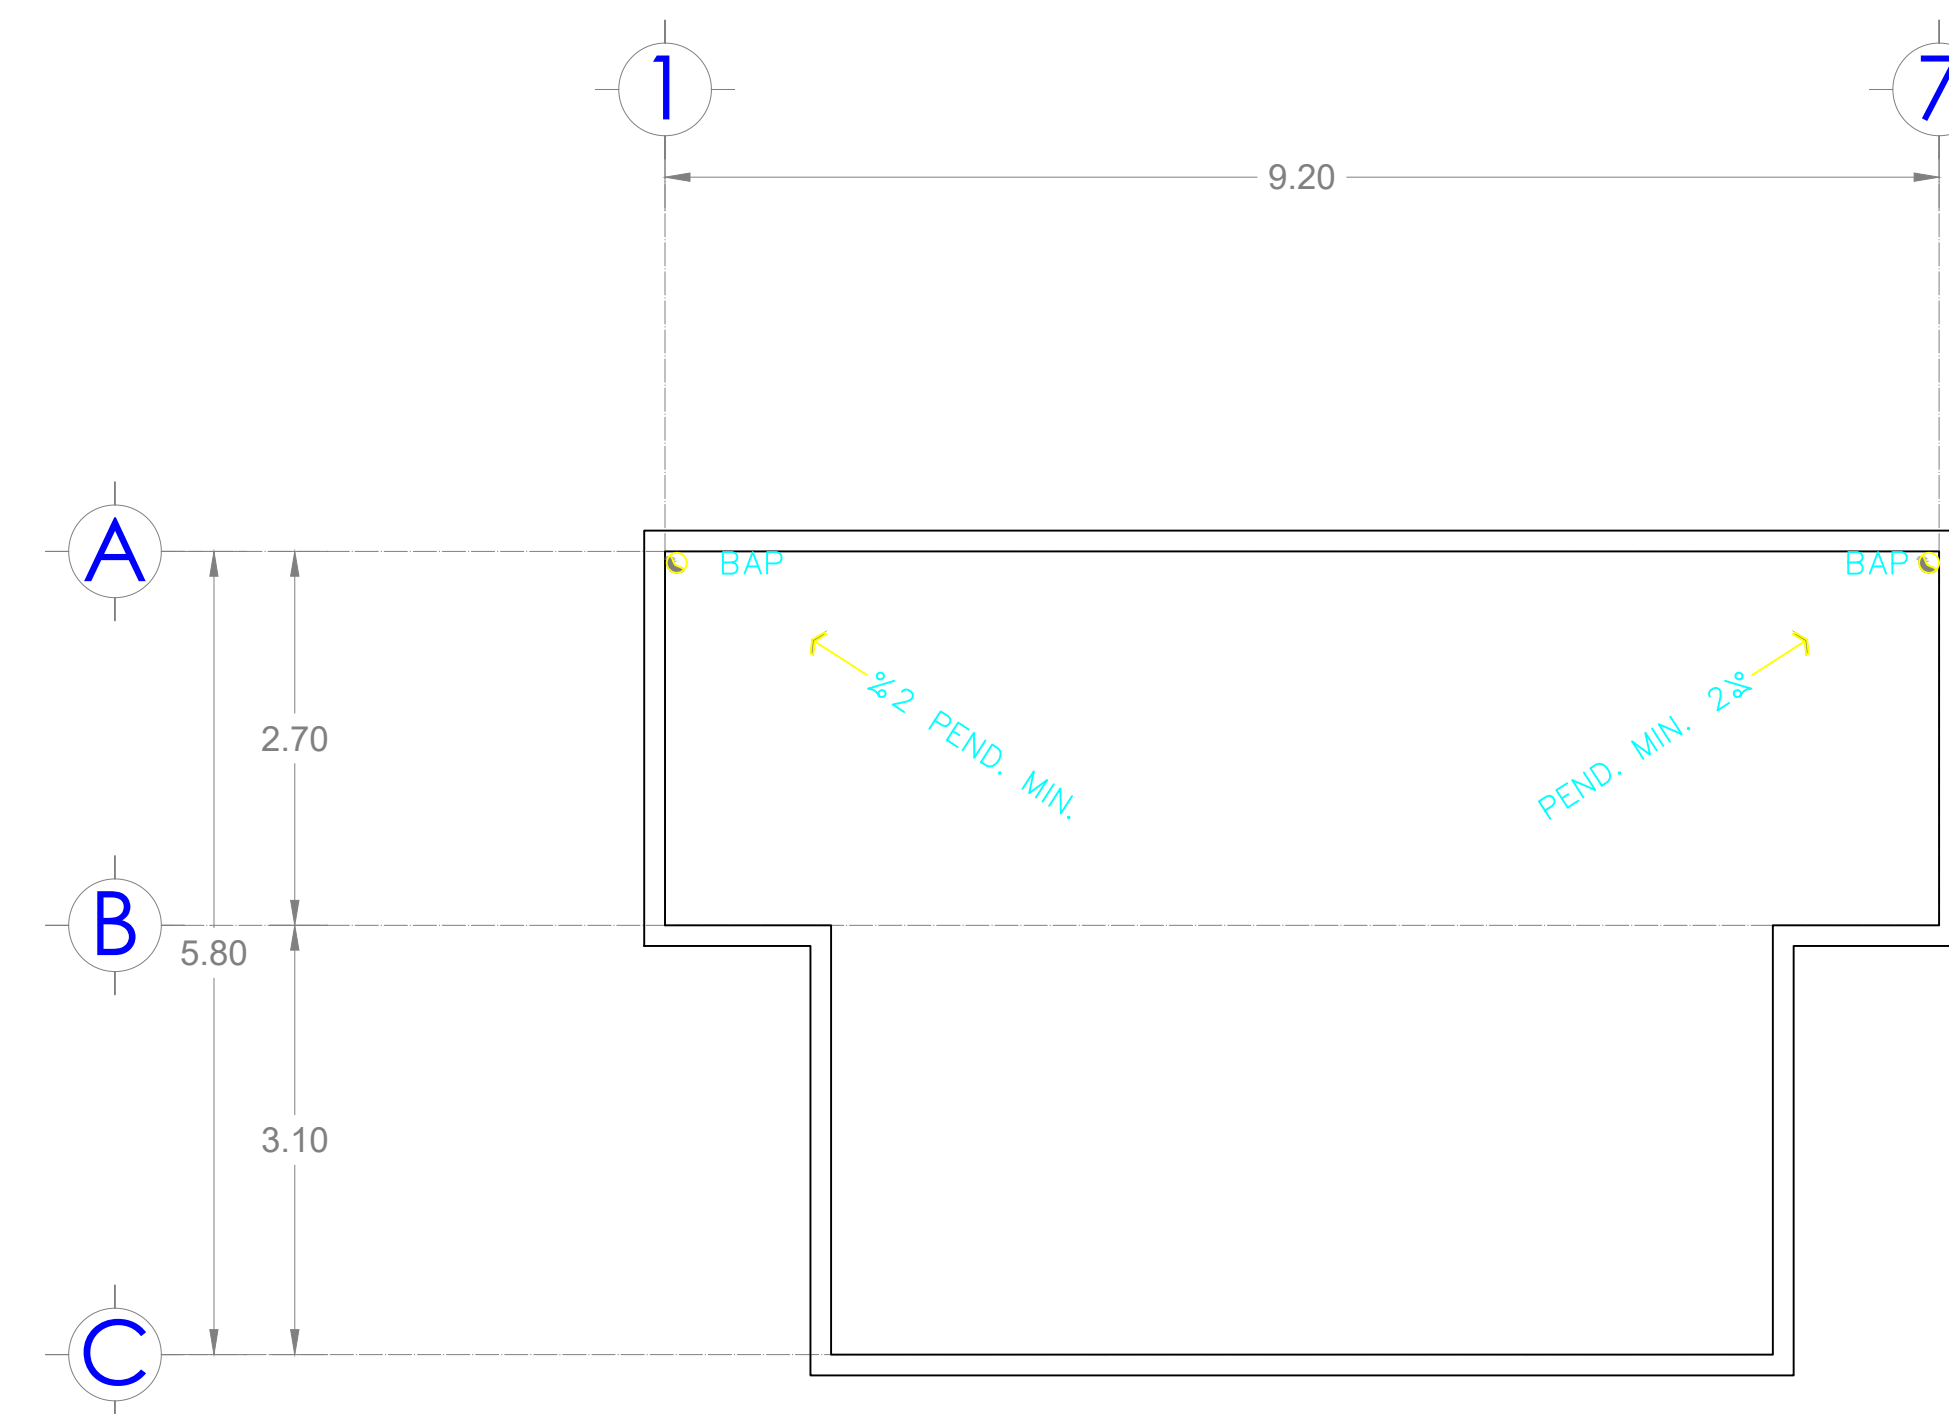 1
7
9.20
A
BAP
BAP
%2 PEND. MIN.
PEND. MIN. 2%
2.70
B
5.80
3.10
C